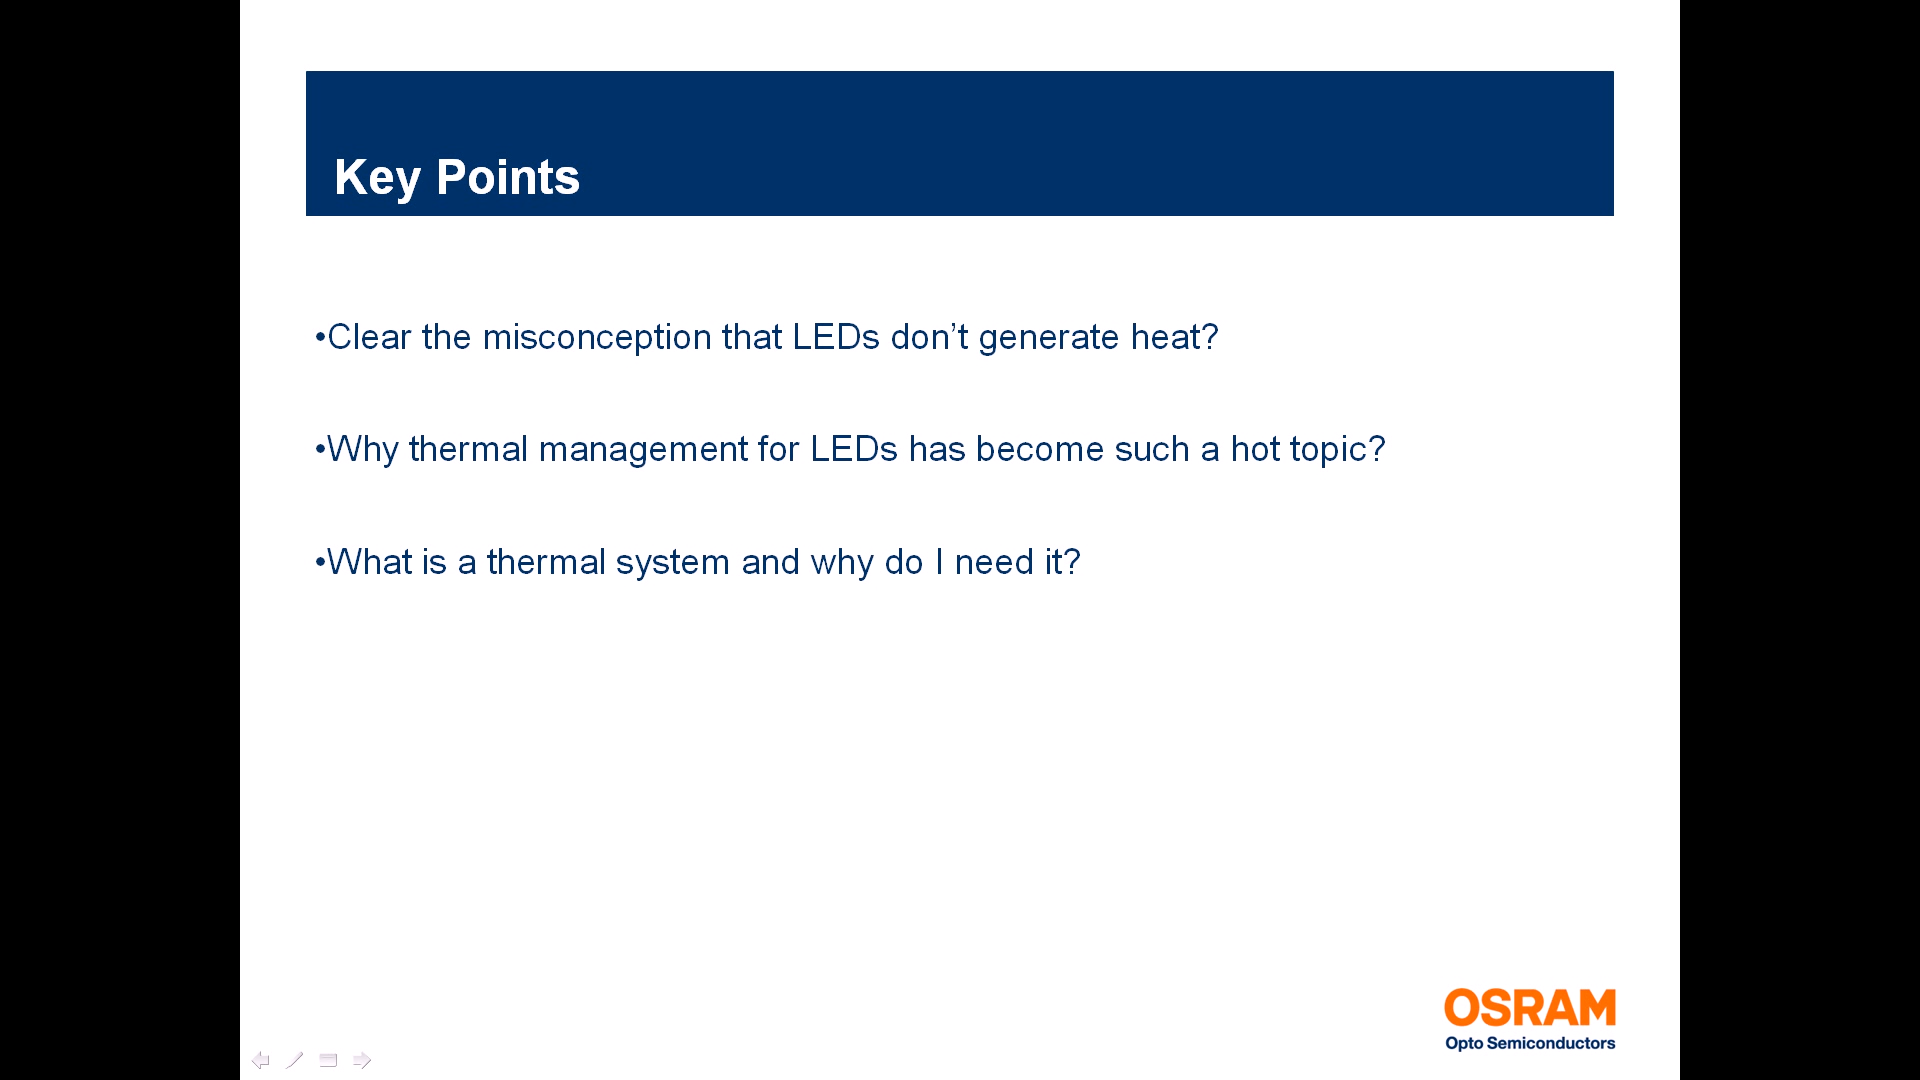 Key Points
•Clear the misconception that LEDs don’t generate heat?
•Why thermal management for LEDs has become such a hot topic?
•What is a thermal system and why do I need it?
OSRAM
Opto Semiconductors